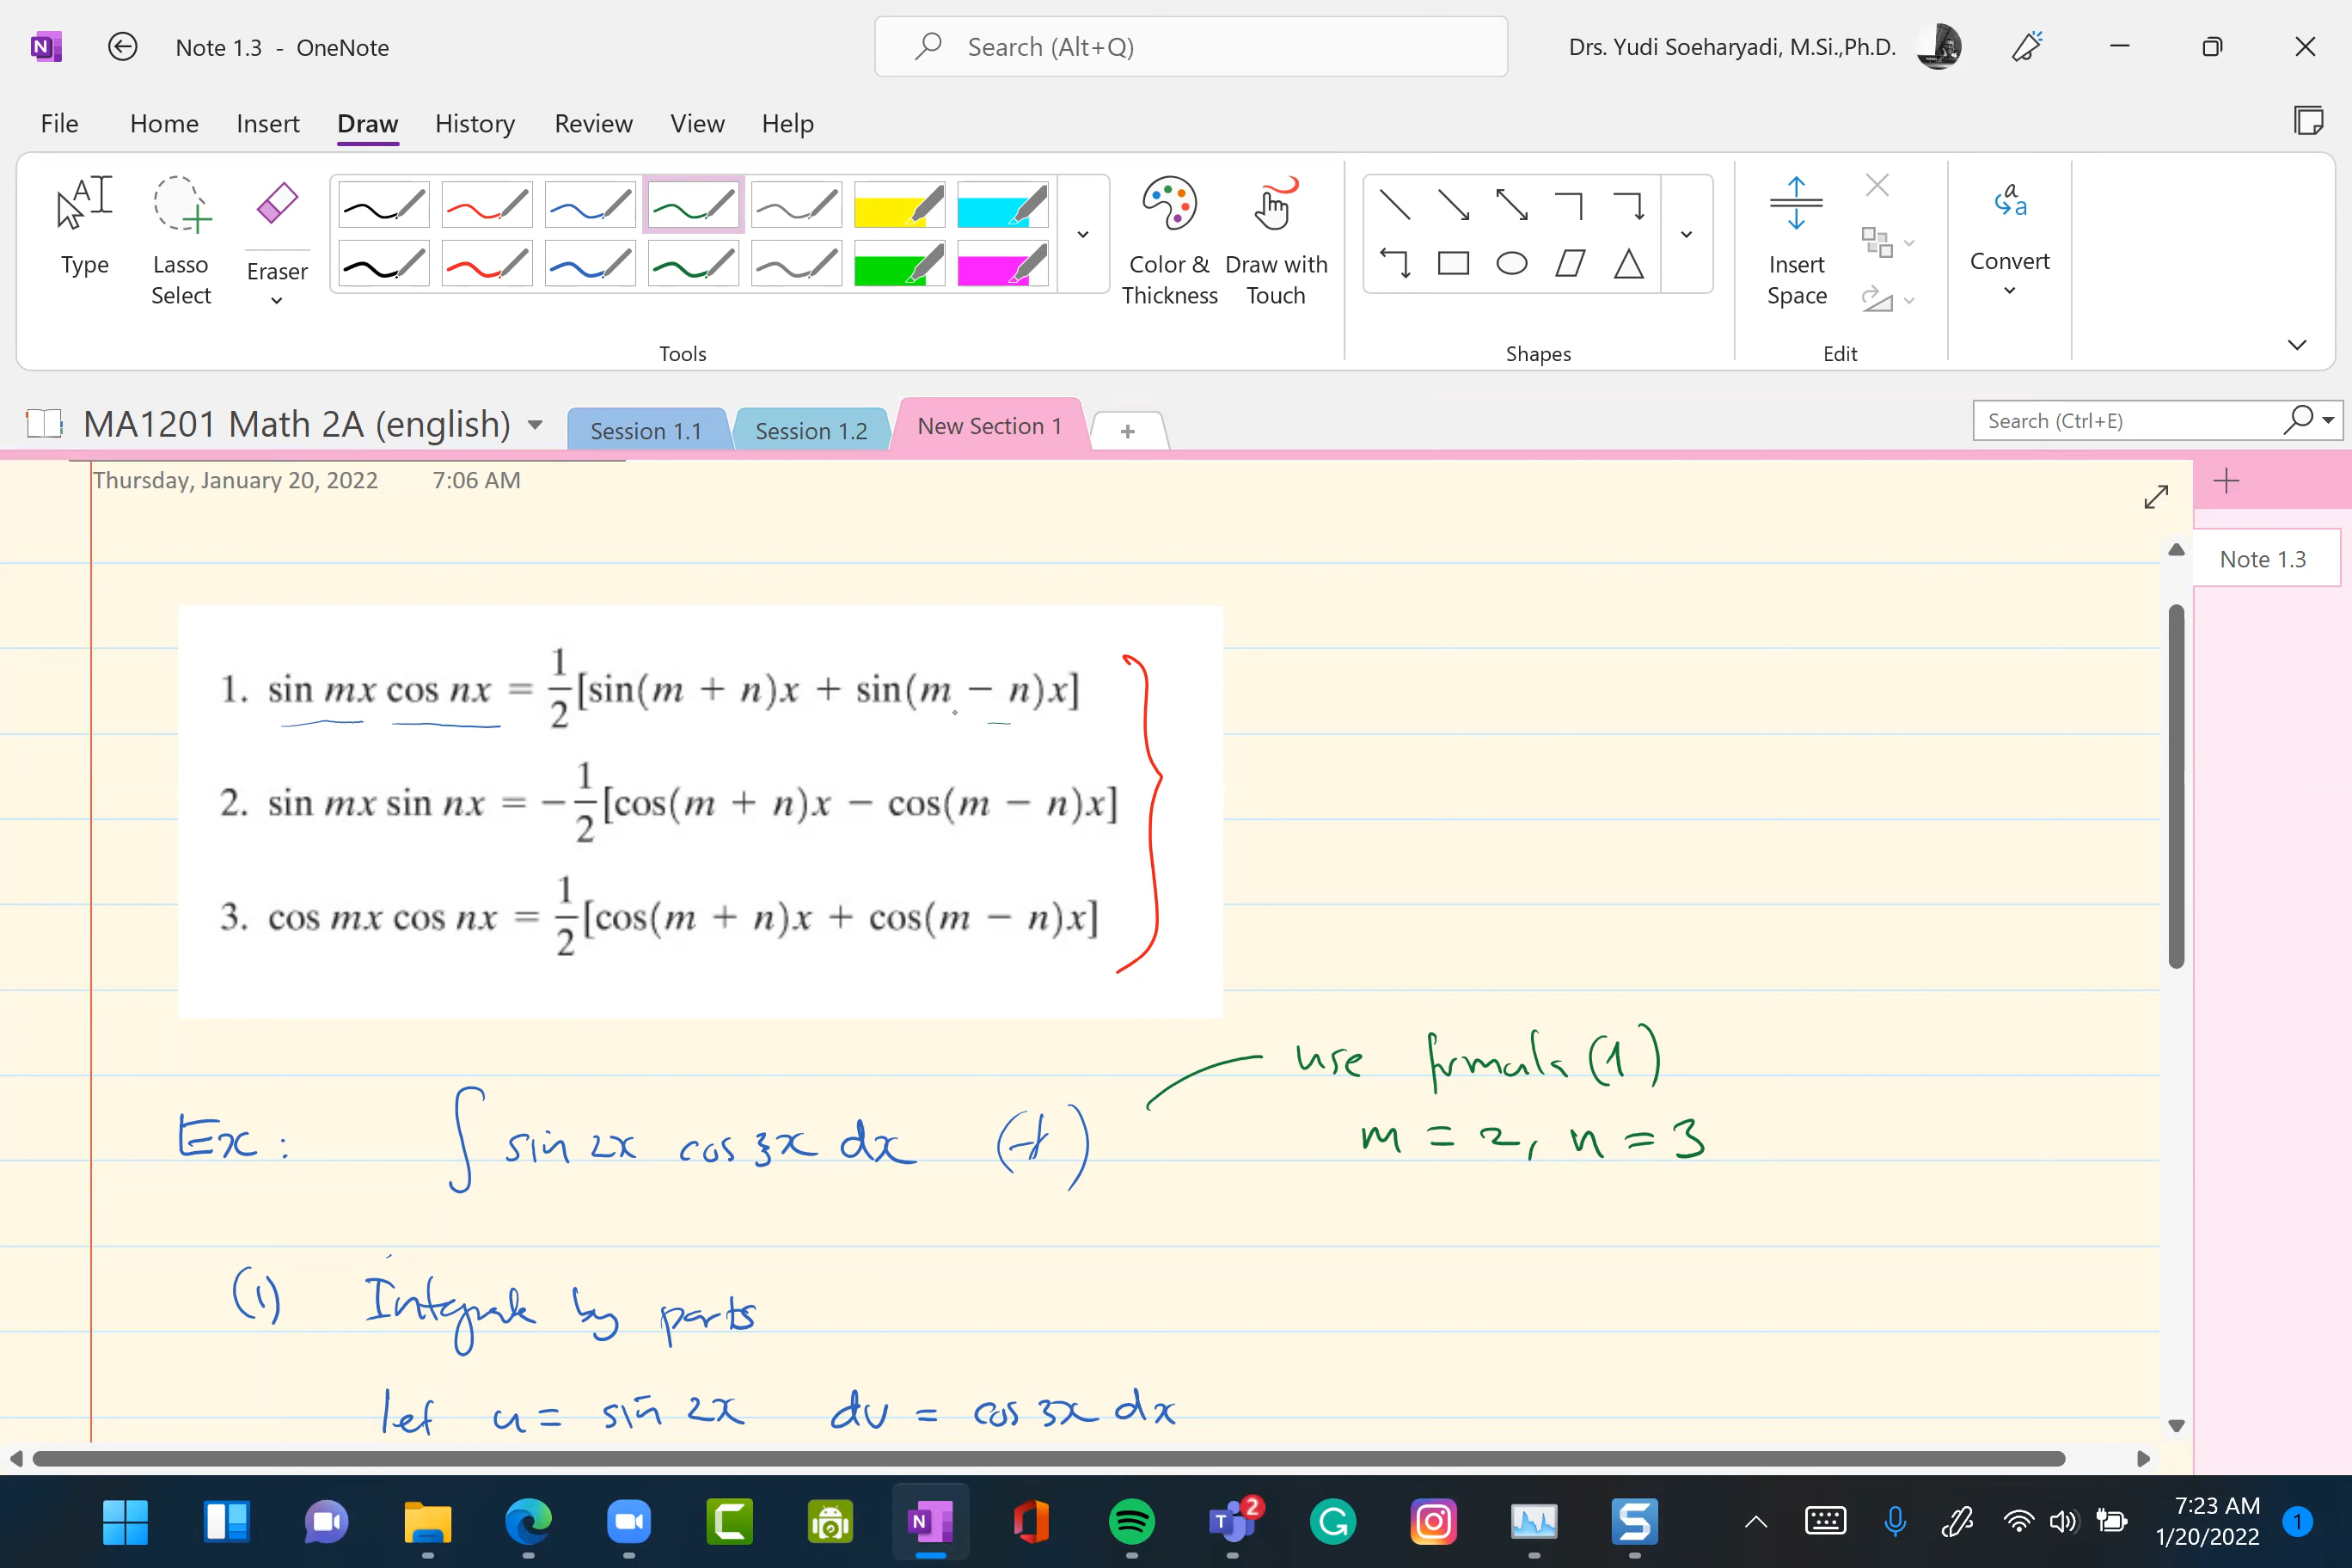 Note 1.3 - OneNote
Search (Alt+Q)
Drs. Yudi Soeharyadi, M.Si.,Ph.D.
File Home Insert Draw History Review View Help
Type
Lasso Select
Eraser
Color & Thickness
Draw with Touch
Insert Space
Convert
Tools Shapes Edit
MA1201 Math 2A (english)
Session 1.1
Session 1.2
New Section 1
Search (Ctrl+E)
Thursday, January 20, 2022 7:06 AM
Note 1.3
1. sin mx cos nx = 1/2[sin(m + n)x + sin(m − n)x]
2. sin mx sin nx = −1/2[cos(m + n)x − cos(m − n)x]
3. cos mx cos nx = 1/2[cos(m + n)x + cos(m − n)x]
use formula (1)
m = 2, n = 3
Ex : ∫ sin 2x cos 3x dx
(1) Integrate by parts
let u = sin 2x dv = cos 3x dx
2
7:23 AM
1/20/2022
1